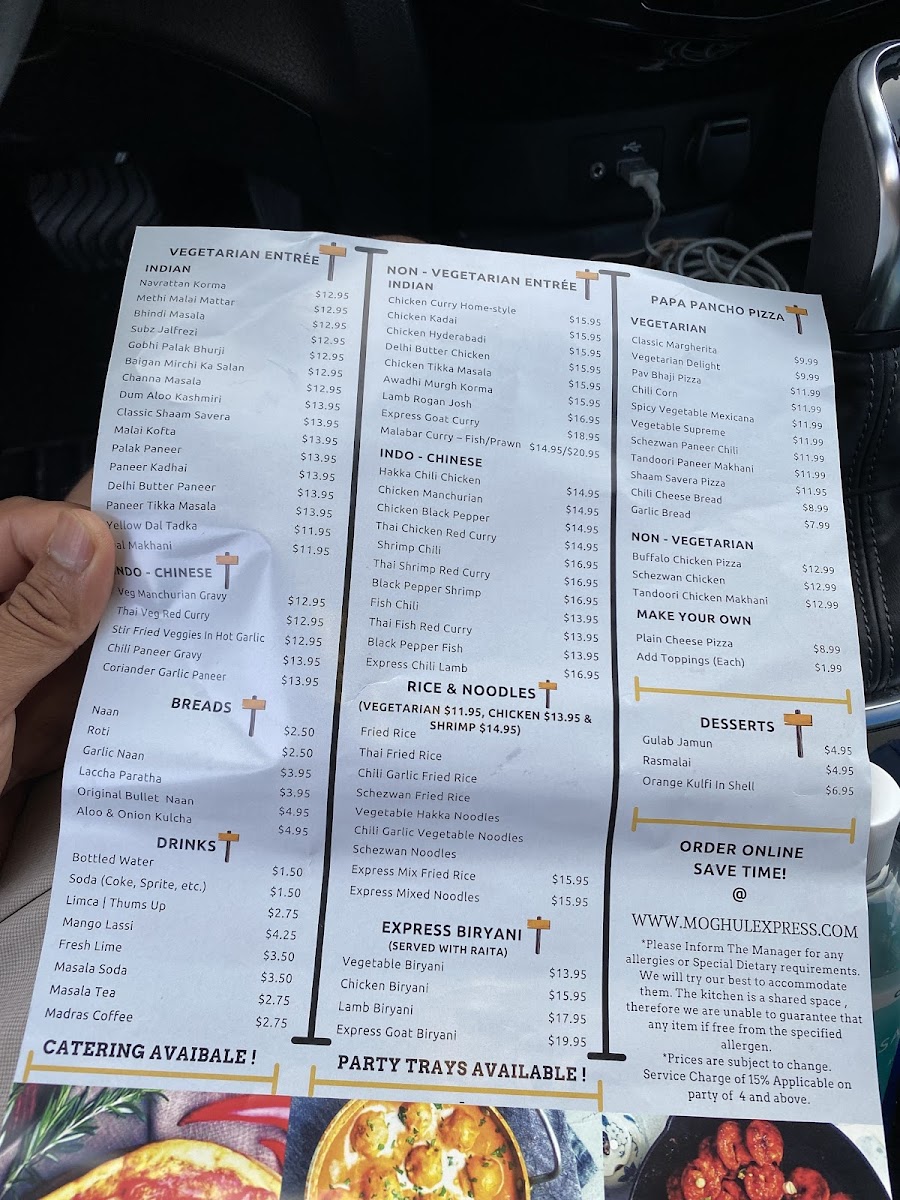 VEGETARIAN ENTRÉE
INDIAN
Navrattan Korma $12.95
Methi Malai Mattar $12.95
Bhindi Masala $12.95
Subz Jalfrezi $12.95
Gobhi Palak Bhurji $12.95
Baigan Mirchi Ka Salan $12.95
Channa Masala $12.95
Dum Aloo Kashmiri $13.95
Classic Shaam Savera $13.95
Malai Kofta $13.95
Palak Paneer $13.95
Paneer Kadhai $13.95
Delhi Butter Paneer $13.95
Paneer Tikka Masala $13.95
Yellow Dal Tadka $11.95
Dal Makhani $11.95
INDO - CHINESE
Veg Manchurian Gravy $12.95
Thai Veg Red Curry $12.95
Stir Fried Veggies In Hot Garlic $12.95
Chili Paneer Gravy $13.95
Coriander Garlic Paneer $13.95
BREADS
Naan $2.50
Roti $2.50
Garlic Naan $3.95
Laccha Paratha $3.95
Original Bullet Naan $4.95
Aloo & Onion Kulcha $4.95
DRINKS
Bottled Water $1.50
Soda (Coke, Sprite, etc.) $1.50
Limca | Thums Up $2.75
Mango Lassi $4.25
Fresh Lime $3.50
Masala Soda $3.50
Masala Tea $2.75
Madras Coffee $2.75
CATERING AVAIBALE !
NON - VEGETARIAN ENTRÉE
INDIAN
Chicken Curry Home-style $15.95
Chicken Kadai $15.95
Chicken Hyderabadi $15.95
Delhi Butter Chicken $15.95
Chicken Tikka Masala $15.95
Awadhi Murgh Korma $15.95
Lamb Rogan Josh $16.95
Express Goat Curry $18.95
Malabar Curry – Fish/Prawn $14.95/$20.95
INDO - CHINESE
Hakka Chili Chicken $14.95
Chicken Manchurian $14.95
Chicken Black Pepper $14.95
Thai Chicken Red Curry $14.95
Shrimp Chili $16.95
Thai Shrimp Red Curry $16.95
Black Pepper Shrimp $16.95
Fish Chili $13.95
Thai Fish Red Curry $13.95
Black Pepper Fish $13.95
Express Chili Lamb $16.95
RICE & NOODLES
(VEGETARIAN $11.95, CHICKEN $13.95 &
SHRIMP $14.95)
Fried Rice
Thai Fried Rice
Chili Garlic Fried Rice
Schezwan Fried Rice
Vegetable Hakka Noodles
Chili Garlic Vegetable Noodles
Schezwan Noodles
Express Mix Fried Rice $15.95
Express Mixed Noodles $15.95
EXPRESS BIRYANI
(SERVED WITH RAITA)
Vegetable Biryani $13.95
Chicken Biryani $15.95
Lamb Biryani $17.95
Express Goat Biryani $19.95
PARTY TRAYS AVAILABLE !
PAPA PANCHO PIZZA
VEGETARIAN
Classic Margherita $9.99
Vegetarian Delight $9.99
Pav Bhaji Pizza $11.99
Chili Corn $11.99
Spicy Vegetable Mexicana $11.99
Vegetable Supreme $11.99
Schezwan Paneer Chili $11.99
Tandoori Paneer Makhani $11.99
Shaam Savera Pizza $11.95
Chili Cheese Bread $8.99
Garlic Bread $7.99
NON - VEGETARIAN
Buffalo Chicken Pizza $12.99
Schezwan Chicken $12.99
Tandoori Chicken Makhani $12.99
MAKE YOUR OWN
Plain Cheese Pizza $8.99
Add Toppings (Each) $1.99
DESSERTS
Gulab Jamun $4.95
Rasmalai $4.95
Orange Kulfi In Shell $6.95
ORDER ONLINE
SAVE TIME!
@
WWW.MOGHULEXPRESS.COM
*Please Inform The Manager for any
allergies or Special Dietary requirements.
We will try our best to accommodate
them. The kitchen is a shared space ,
therefore we are unable to guarantee that
any item if free from the specified
allergen.
*Prices are subject to change.
Service Charge of 15% Applicable on
party of 4 and above.